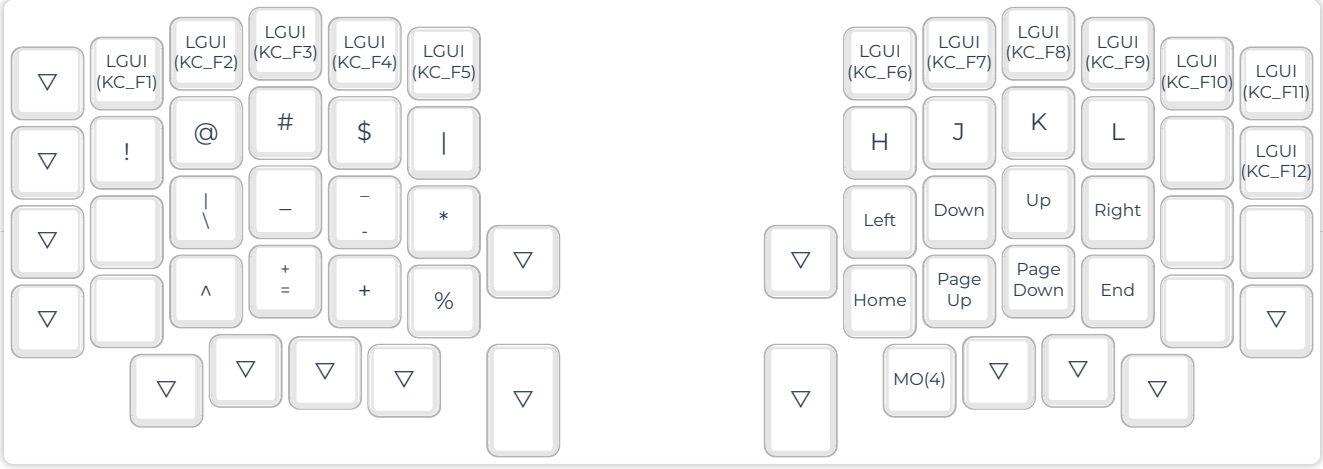 ▽ LGUI (KC_F1) LGUI (KC_F2) LGUI (KC_F3) LGUI (KC_F4) LGUI (KC_F5) LGUI (KC_F6) LGUI (KC_F7) LGUI (KC_F8) LGUI (KC_F9) LGUI (KC_F10) LGUI (KC_F11)
▽ ! @ # $ | H J K L LGUI (KC_F12)
▽ | \ _ _ - * ▽ ▽ Left Down Up Right
▽ ^ + = + % Home Page Up Page Down End ▽
▽ ▽ ▽ ▽ ▽ ▽ MO(4) ▽ ▽ ▽